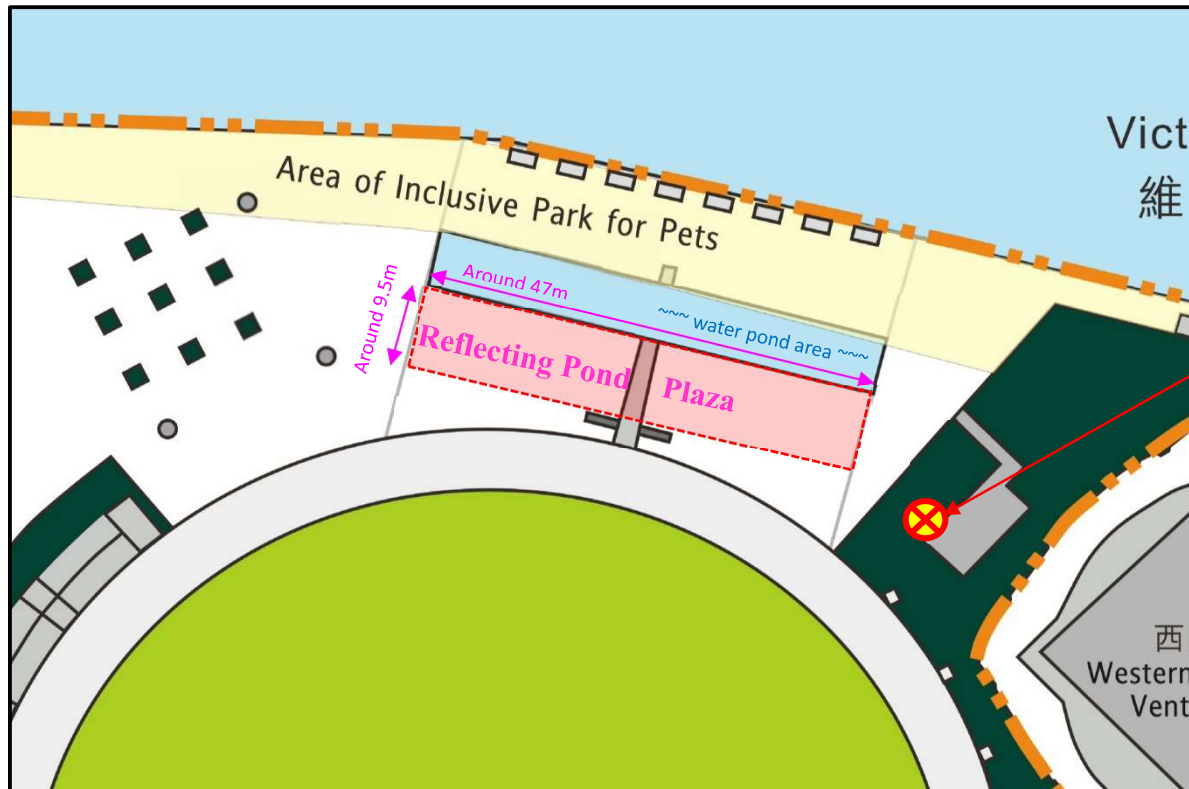 Vict
維
Area of Inclusive Park for Pets
Around 47m
Around 9.5m
~~~ water pond area ~~~
Reflecting Pond Plaza
西
Western
Vent